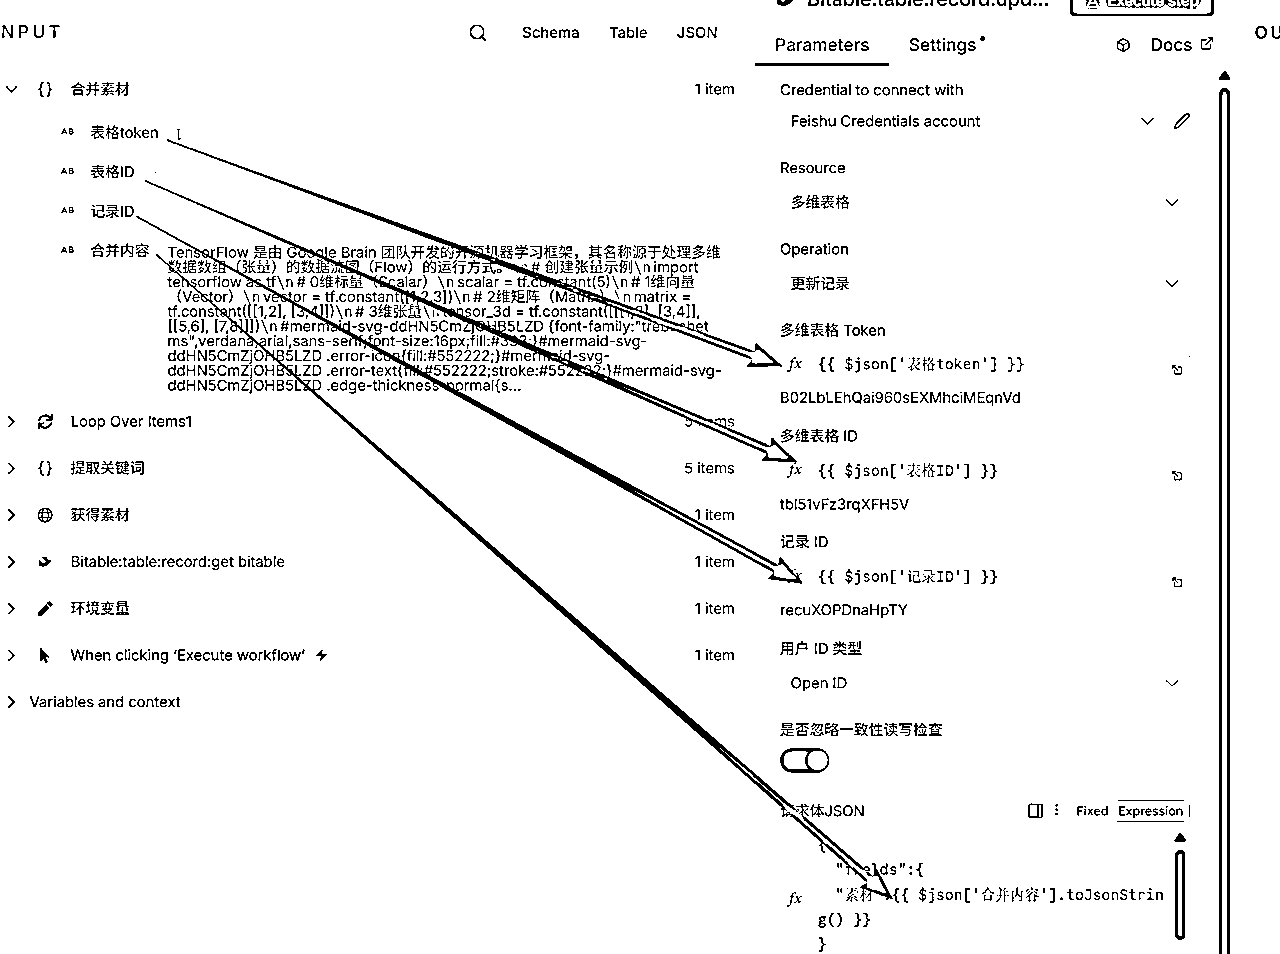 NPUT
Schema
Table
JSON
合并素材
1 item
表格token
表格ID
记录ID
合并内容
TensorFlow 是由 Google Brain 团队开发的开源机器学习框架，其名称源于处理多维
数据数组（张量）的数据流图（Flow）的运行方式。 \n # 创建张量示例\n import
tensorflow as tf\n # 0维标量（Scalar）\n scalar = tf.constant(5)\n # 1维向量
（Vector）\n vector = tf.constant([1,2,3])\n # 2维矩阵（Matrix）\n matrix =
tf.constant([[1,2], [3,4]])\n # 3维张量\n tensor_3d = tf.constant([[[1,2], [3,4]],
[[5,6], [7,8]]])\n #mermaid-svg-ddHN5CmZjOHB5LZD {font-family:"trebuchet
ms",verdana,arial,sans-serif;font-size:16px;fill:#333;}#mermaid-svg-
ddHN5CmZjOHB5LZD .error-icon{fill:#552222;}#mermaid-svg-
ddHN5CmZjOHB5LZD .error-text{fill:#552222;stroke:#552222;}#mermaid-svg-
ddHN5CmZjOHB5LZD .edge-thickness-normal{s...
Loop Over Items1
5 items
提取关键词
5 items
获得素材
1 item
Bitable:table:record:get bitable
1 item
环境变量
1 item
When clicking ‘Execute workflow’
1 item
Variables and context
Bitable:table:record:upd...
Execute step
Parameters
Settings
Docs
OU
Credential to connect with
Feishu Credentials account
Resource
多维表格
Operation
更新记录
多维表格 Token
fx {{ $json['表格token'] }}
B02LbLEhQai960sEXMhciMEqnVd
多维表格 ID
fx {{ $json['表格ID'] }}
tbl51vFz3rqXFH5V
记录 ID
{{ $json['记录ID'] }}
recuXOPDnaHpTY
用户 ID 类型
Open ID
是否忽略一致性读写检查
请求体JSON
Fixed
Expression
{
"fields":{
fx "素材 {{ $json['合并内容'].toJsonStrin
g() }}
}